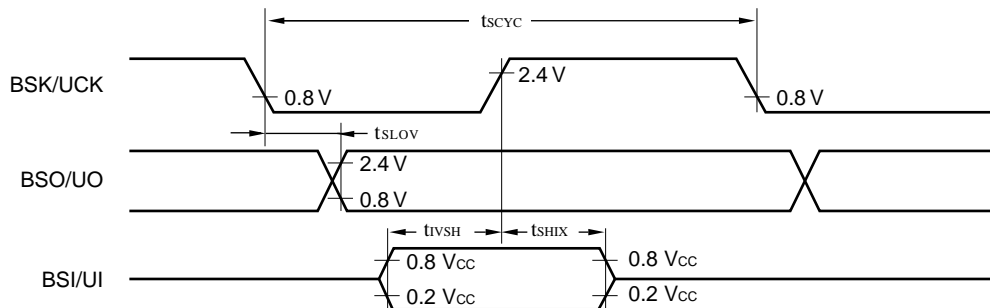 tSCYC
BSK/UCK
2.4 V
0.8 V
0.8 V
tSLOV
BSO/UO
2.4 V
0.8 V
tIVSH
tSHIX
BSI/UI
0.8 VCC
0.8 VCC
0.2 VCC
0.2 VCC